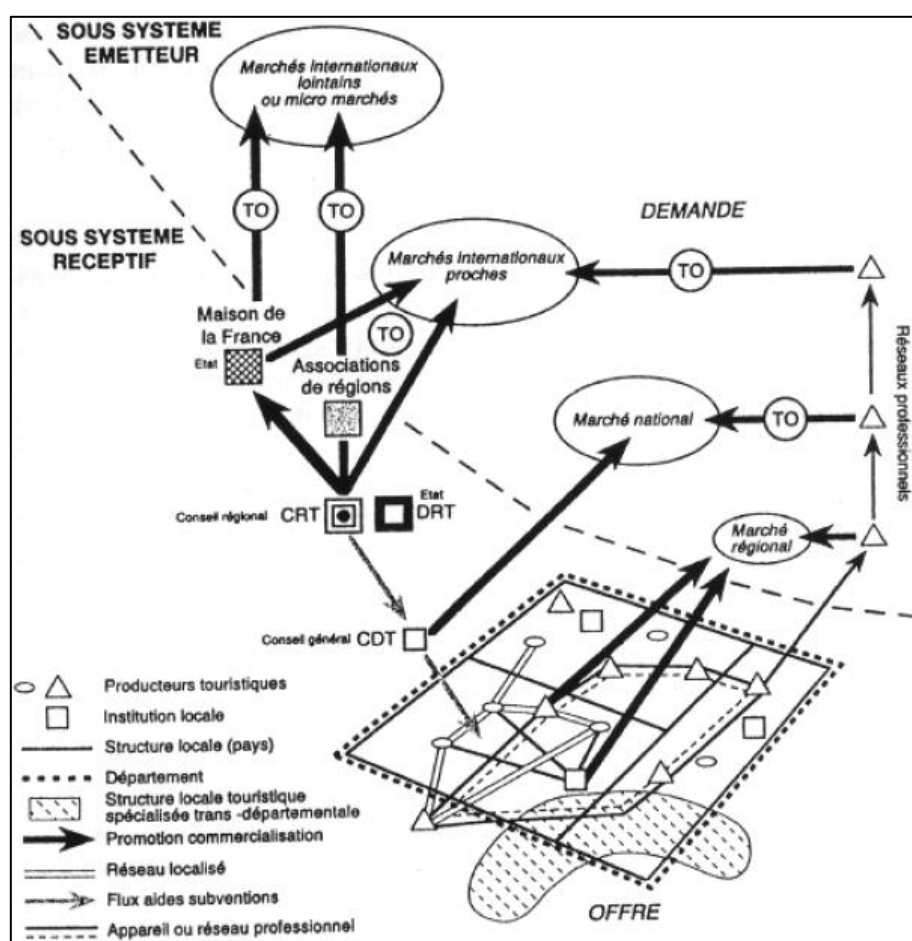 SOUS SYSTEME
EMETTEUR
Marchés internationaux
lointains
ou micro marchés
TO
TO
DEMANDE
SOUS SYSTEME
RECEPTIF
Marchés internationaux
proches
TO
Maison de
la France
Etat
TO
Associations
de régions
Réseaux professionnels
Marché national
TO
Conseil régional CRT
Etat
DRT
Marché
régional
Conseil général CDT
Producteurs touristiques
Institution locale
Structure locale (pays)
Département
Structure locale touristique
spécialisée trans -départementale
Promotion commercialisation
Réseau localisé
Flux aides subventions
Appareil ou réseau professionnel
OFFRE